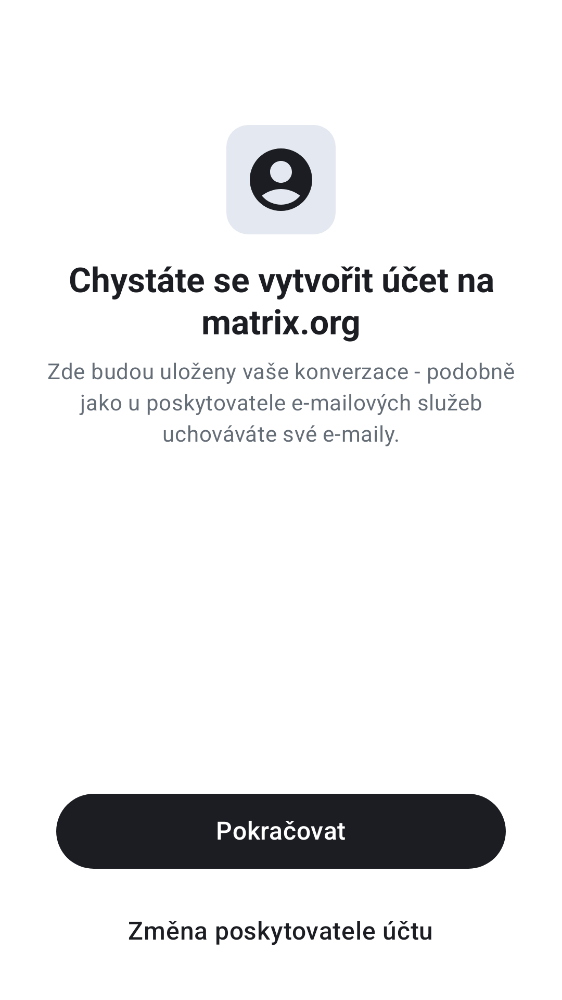 Chystáte se vytvořit účet na
matrix.org
Zde budou uloženy vaše konverzace - podobně
jako u poskytovatele e-mailových služeb
uchováváte své e-maily.
Pokračovat
Změna poskytovatele účtu